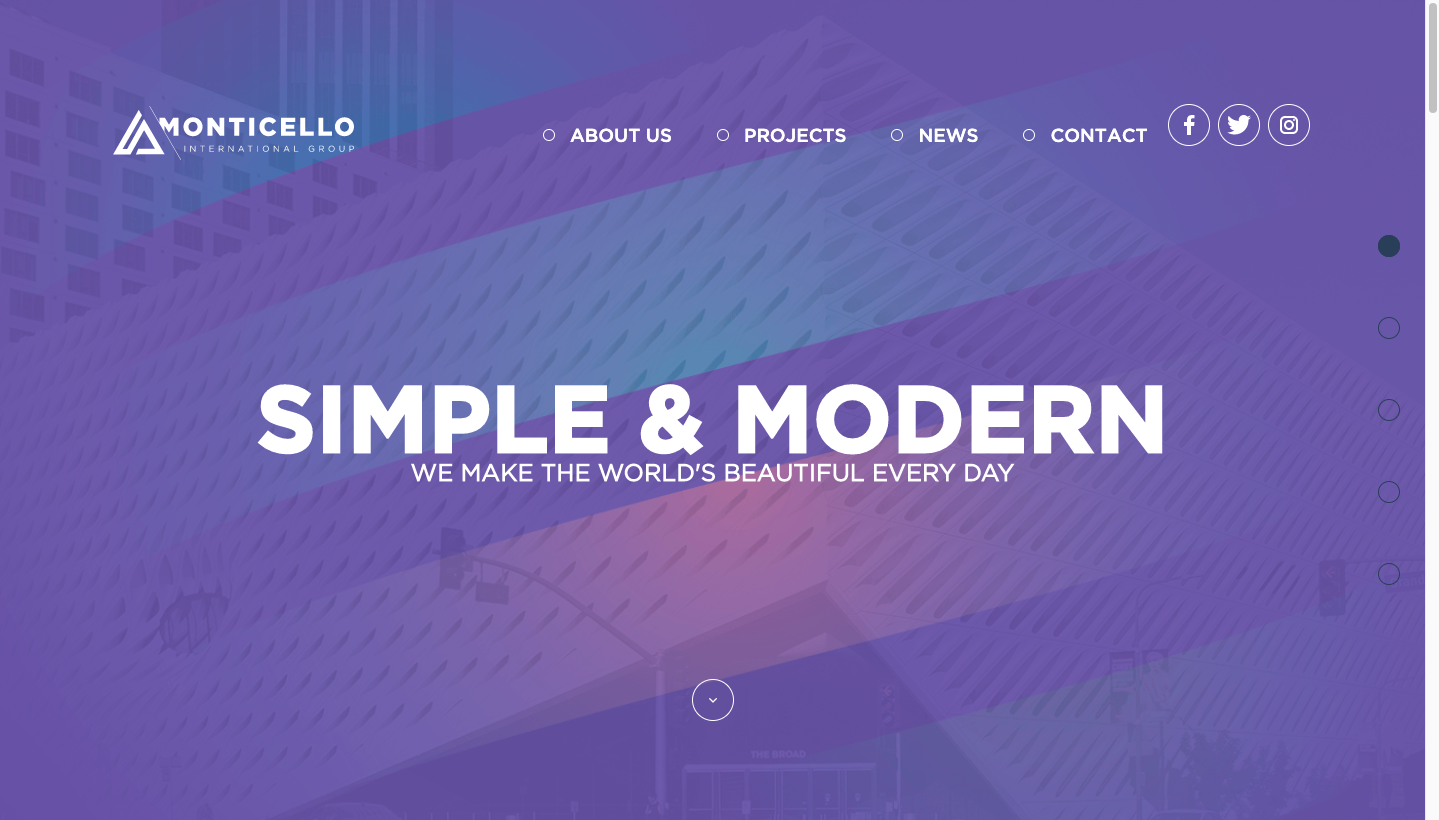 MONTICELLO
INTERNATIONAL GROUP
ABOUT US
PROJECTS
NEWS
CONTACT
SIMPLE & MODERN
WE MAKE THE WORLD'S BEAUTIFUL EVERY DAY
THE BROAD